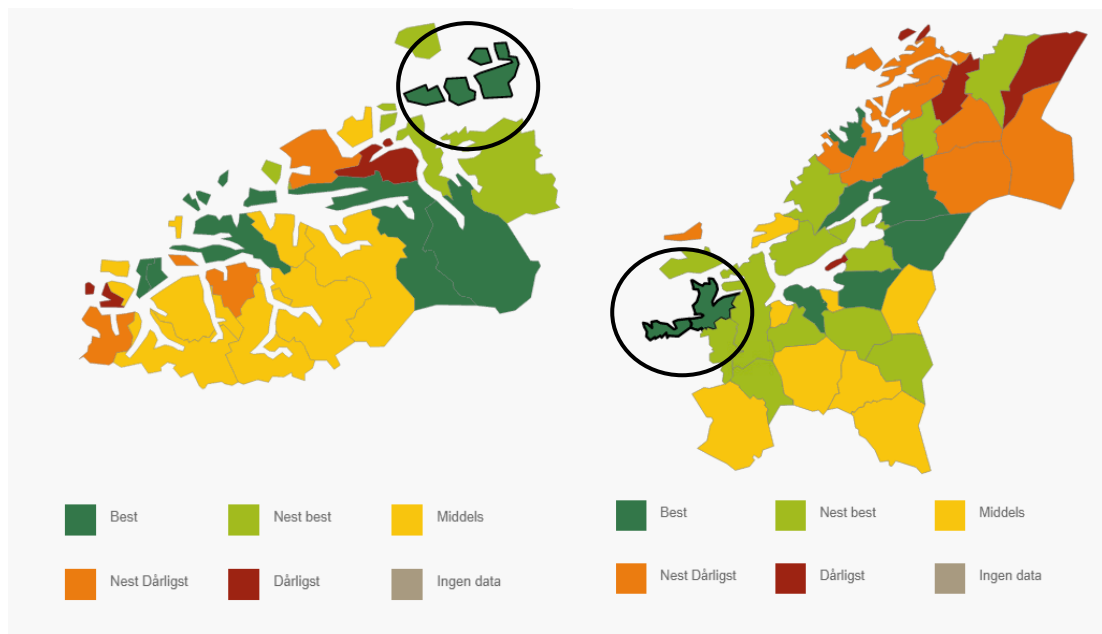 Best
Nest best
Middels
Nest Dårligst
Dårligst
Ingen data
Best
Nest best
Middels
Nest Dårligst
Dårligst
Ingen data